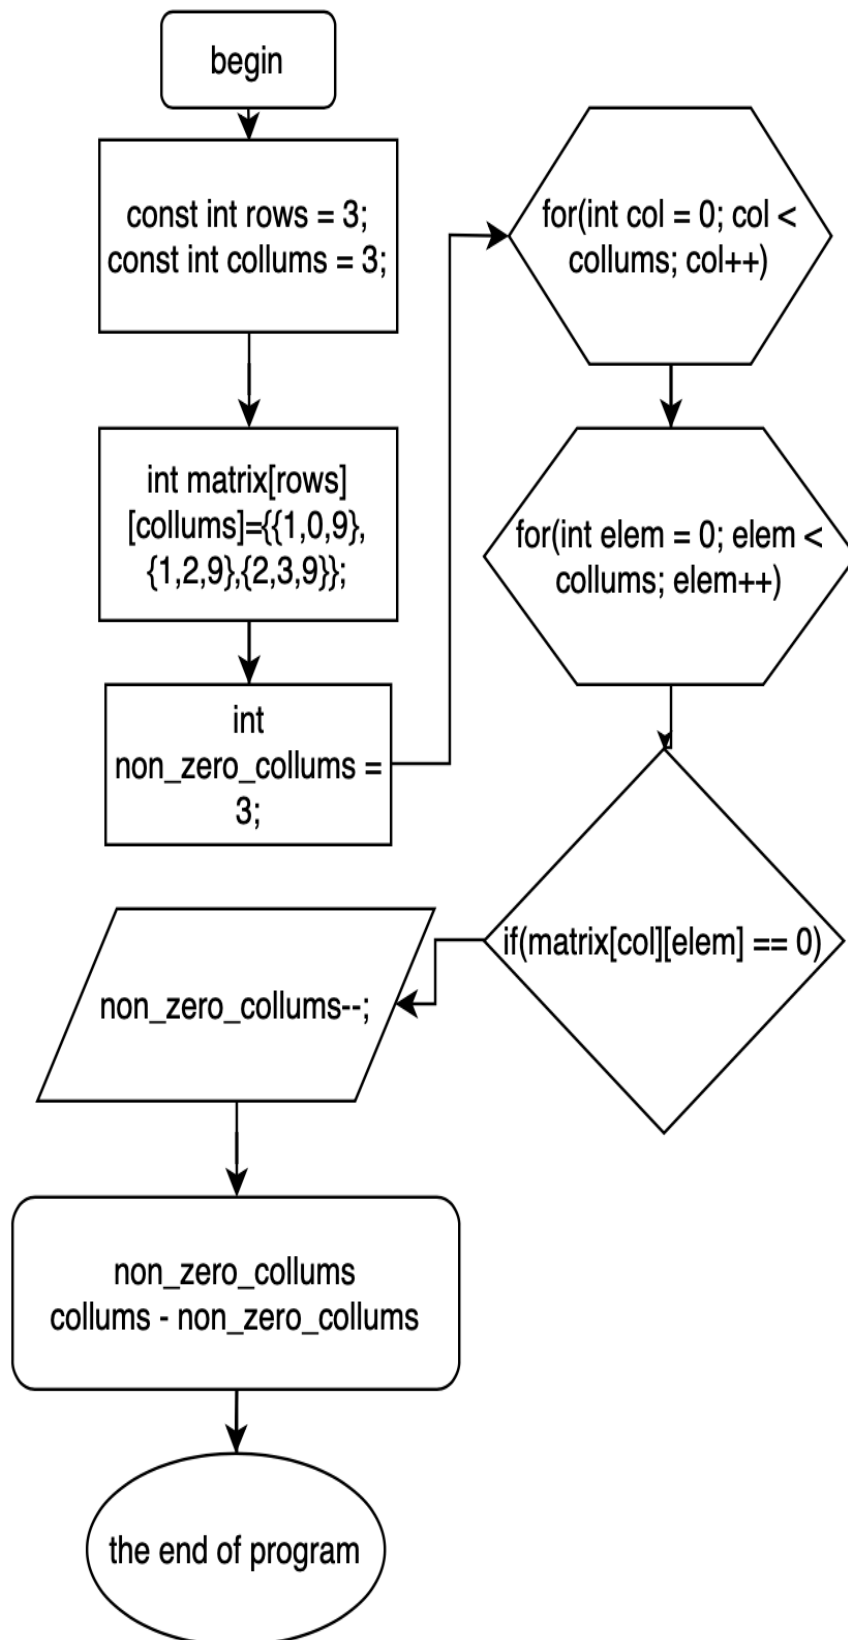 begin
const int rows = 3;
const int collums = 3;
int matrix[rows]
[collums]={{1,0,9},
{1,2,9},{2,3,9}};
int
non_zero_collums =
3;
for(int col = 0; col <
collums; col++)
for(int elem = 0; elem <
collums; elem++)
if(matrix[col][elem] == 0)
non_zero_collums--;
non_zero_collums
collums - non_zero_collums
the end of program